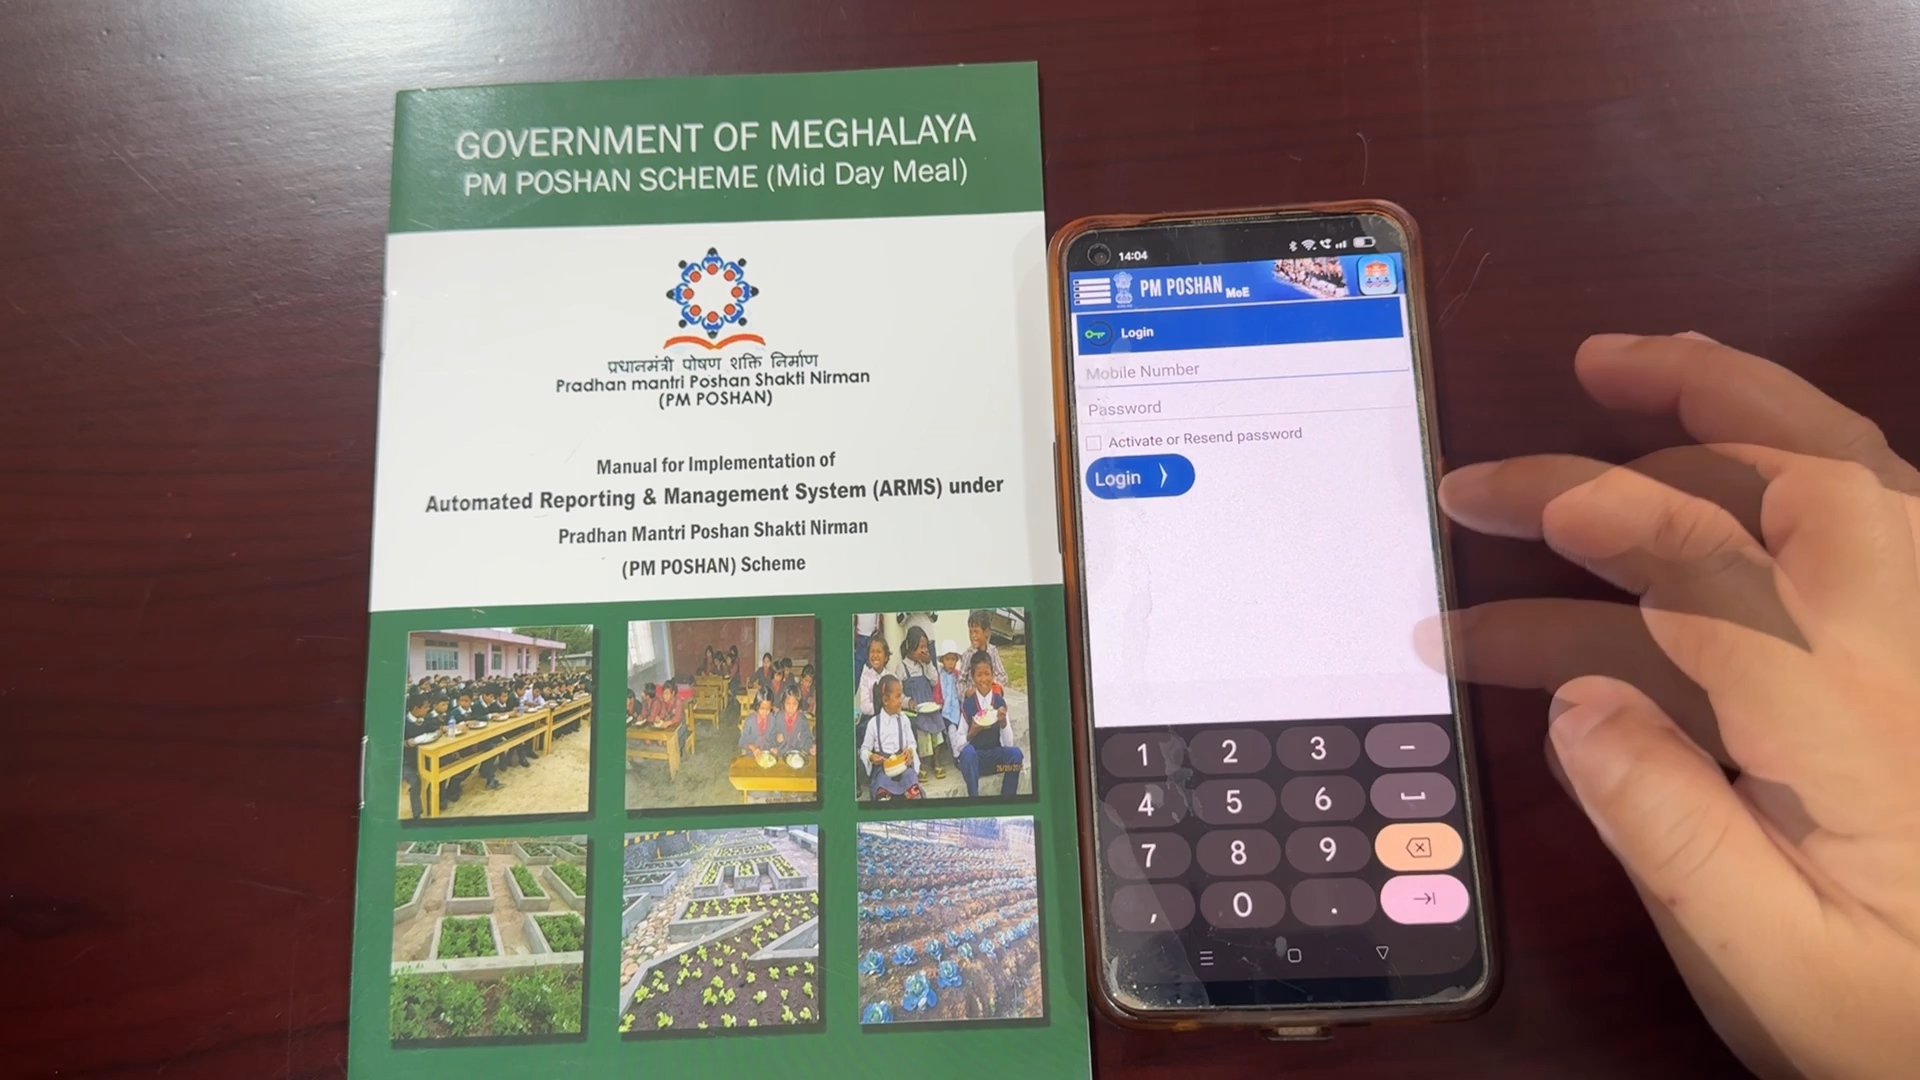 GOVERNMENT OF MEGHALAYA
PM POSHAN SCHEME (Mid Day Meal)
प्रधानमंत्री पोषण शक्ति निर्माण
Pradhan mantri Poshan Shakti Nirman
(PM POSHAN)
Manual for Implementation of
Automated Reporting & Management System (ARMS) under
Pradhan Mantri Poshan Shakti Nirman
(PM POSHAN) Scheme
14:04
PM POSHAN MoE
Login
Mobile Number
Password
Activate or Resend password
Login
1 2 3 -
4 5 6
7 8 9
, 0 .